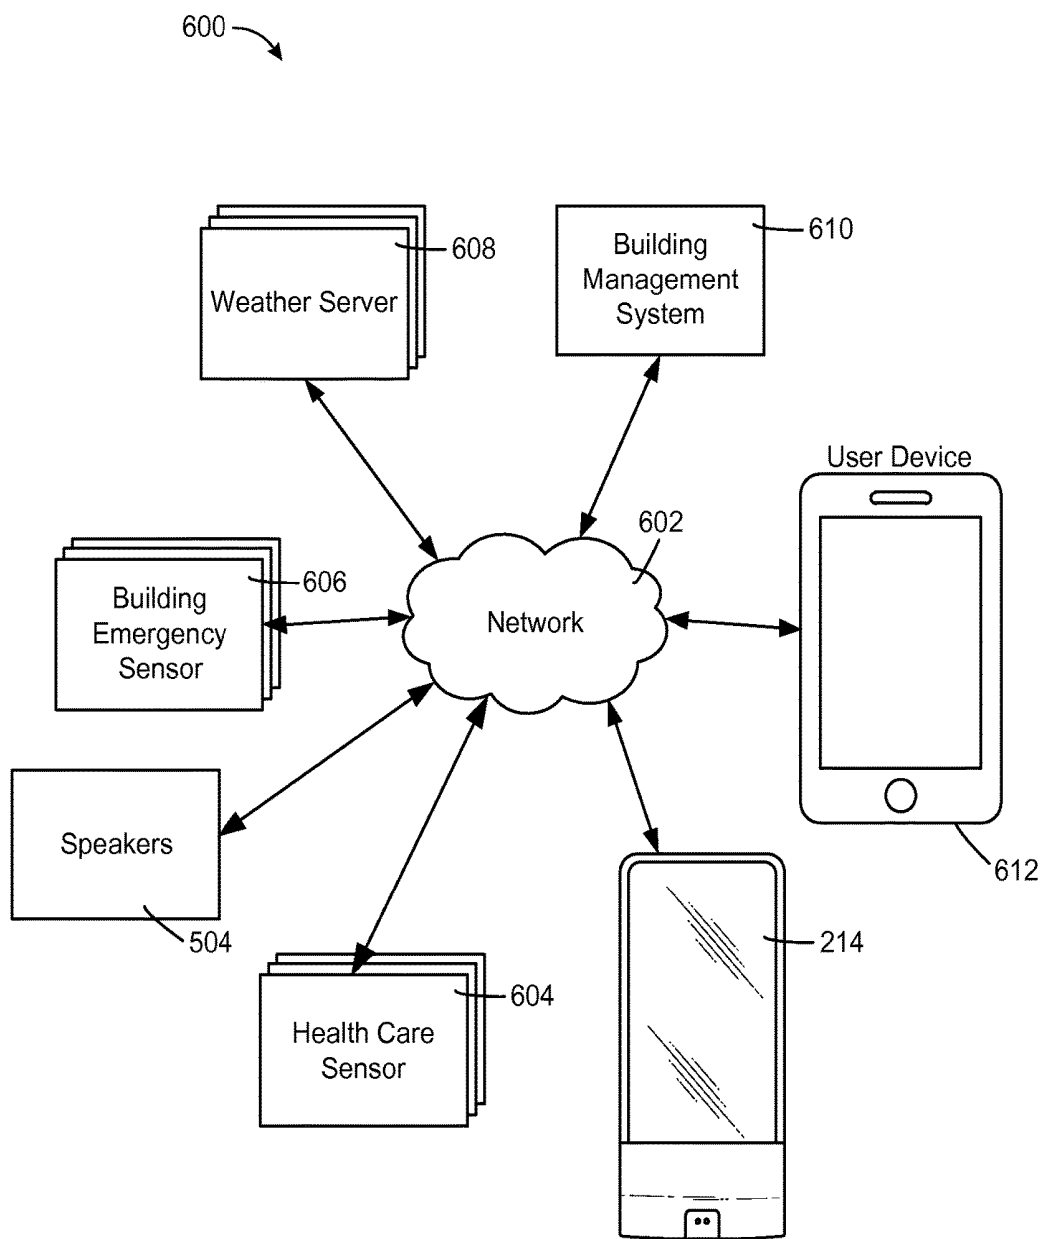 600
608
Weather Server
610
Building
Management
System
User Device
602
606
Building
Emergency
Sensor
Network
Speakers
504
612
214
604
Health Care
Sensor